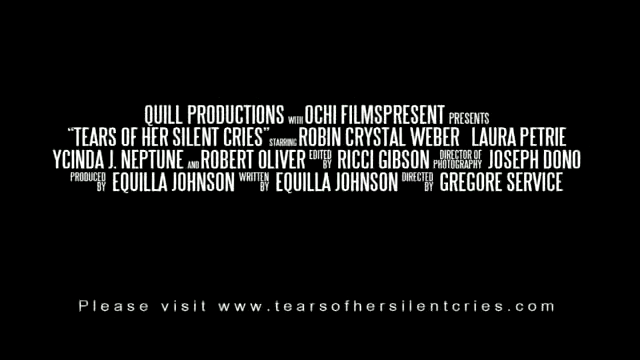 QUILL PRODUCTIONS WITH OCHI FILMSPRESENT PRESENTS
"TEARS OF HER SILENT CRIES" STARRING ROBIN CRYSTAL WEBER LAURA PETRIE
YCINDA J. NEPTUNE AND ROBERT OLIVER EDITED BY RICCI GIBSON DIRECTOR OF PHOTOGRAPHY JOSEPH DONO
PRODUCED BY EQUILLA JOHNSON WRITTEN BY EQUILLA JOHNSON DIRECTED BY GREGORE SERVICE
Please visit www.tearsofhersilentcries.com